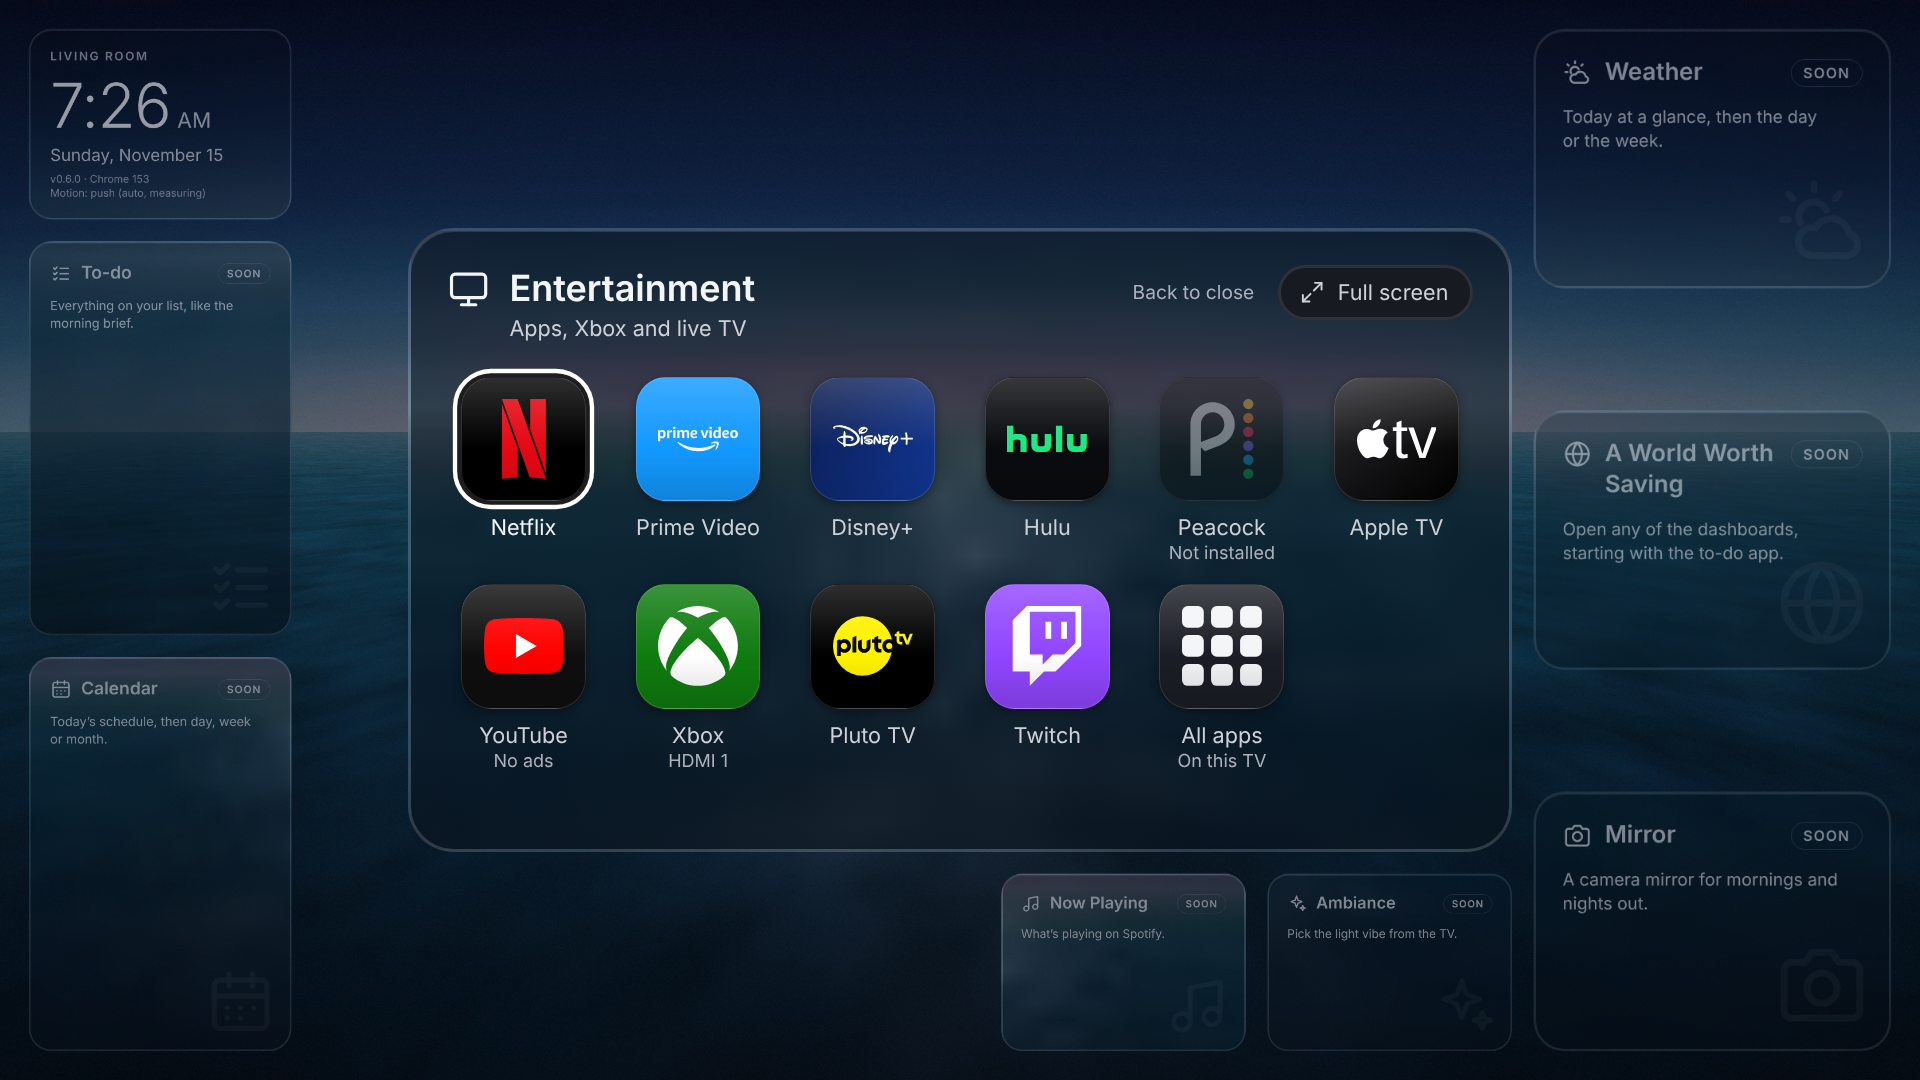 LIVING ROOM
7:26 AM
Sunday, November 15
v0.6.0 · Chrome 153
Motion: push (auto, measuring)
To-do
SOON
Everything on your list, like the
morning brief.
Calendar
SOON
Today's schedule, then day, week
or month.
Entertainment
Apps, Xbox and live TV
Back to close
Full screen
prime video
Disney+
hulu
tv
Netflix
Prime Video
Disney+
Hulu
Peacock
Not installed
Apple TV
pluto tv
YouTube
No ads
Xbox
HDMI 1
Pluto TV
Twitch
All apps
On this TV
Now Playing
SOON
What's playing on Spotify.
Ambiance
SOON
Pick the light vibe from the TV.
Weather
SOON
Today at a glance, then the day
or the week.
A World Worth
Saving
SOON
Open any of the dashboards,
starting with the to-do app.
Mirror
SOON
A camera mirror for mornings and
nights out.